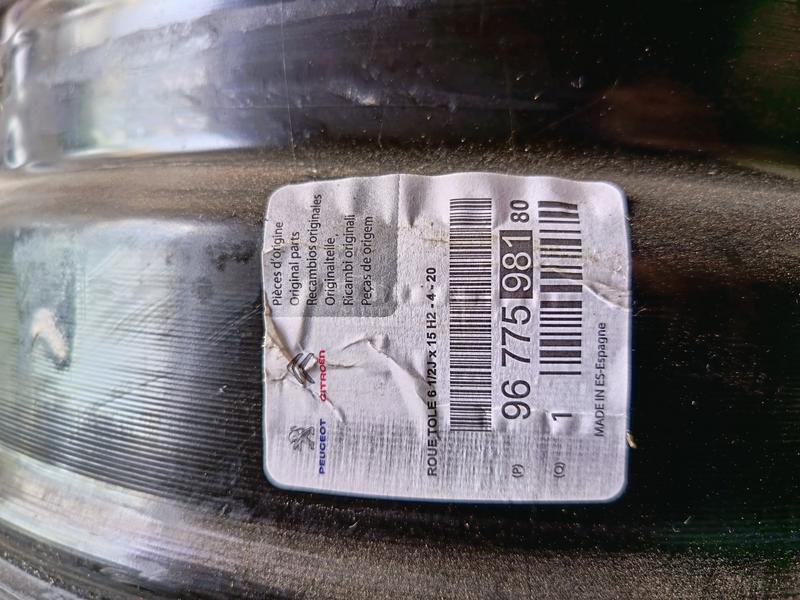 PEUGEOT
CITROËN
Pièces d'origine
Original parts
Recambios originales
Originalteile,
Ricambi originali
Peças de origem
ROUE TOLE 6 1/2J x 15 H2 - 4 - 20
(P) 96 775 981 80
(Q) 1
MADE IN ES-Espagne